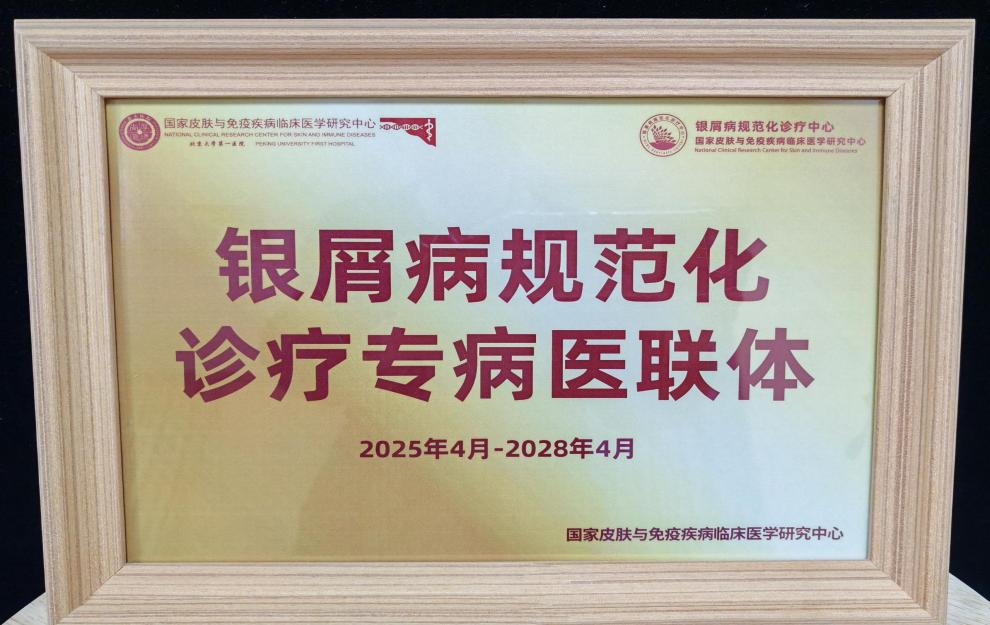 国家皮肤与免疫疾病临床医学研究中心
NATIONAL CLINICAL RESEARCH CENTER FOR SKIN AND IMMUNE DISEASES
北京大学第一医院 PEKING UNIVERSITY FIRST HOSPITAL
银屑病规范化诊疗中心
国家皮肤与免疫疾病临床医学研究中心
National Clinical Research Center for Skin and Immune Diseases
银屑病规范化
诊疗专病医联体
2025年4月-2028年4月
国家皮肤与免疫疾病临床医学研究中心